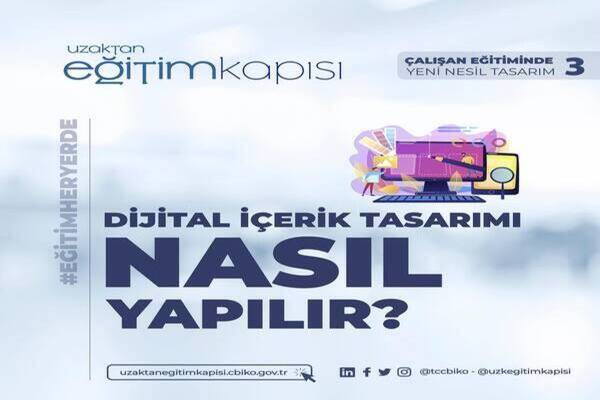 uzaktan
eğitimkapısı
ÇALIŞAN EĞİTİMİNDE
YENİ NESİL TASARIM 3
#EĞİTİMHERYERDE
DİJİTAL İÇERİK TASARIMI
NASIL
YAPILIR?
uzaktanegitimkapisi.cbiko.gov.tr
@tccbiko - @uzkegitimkapisi